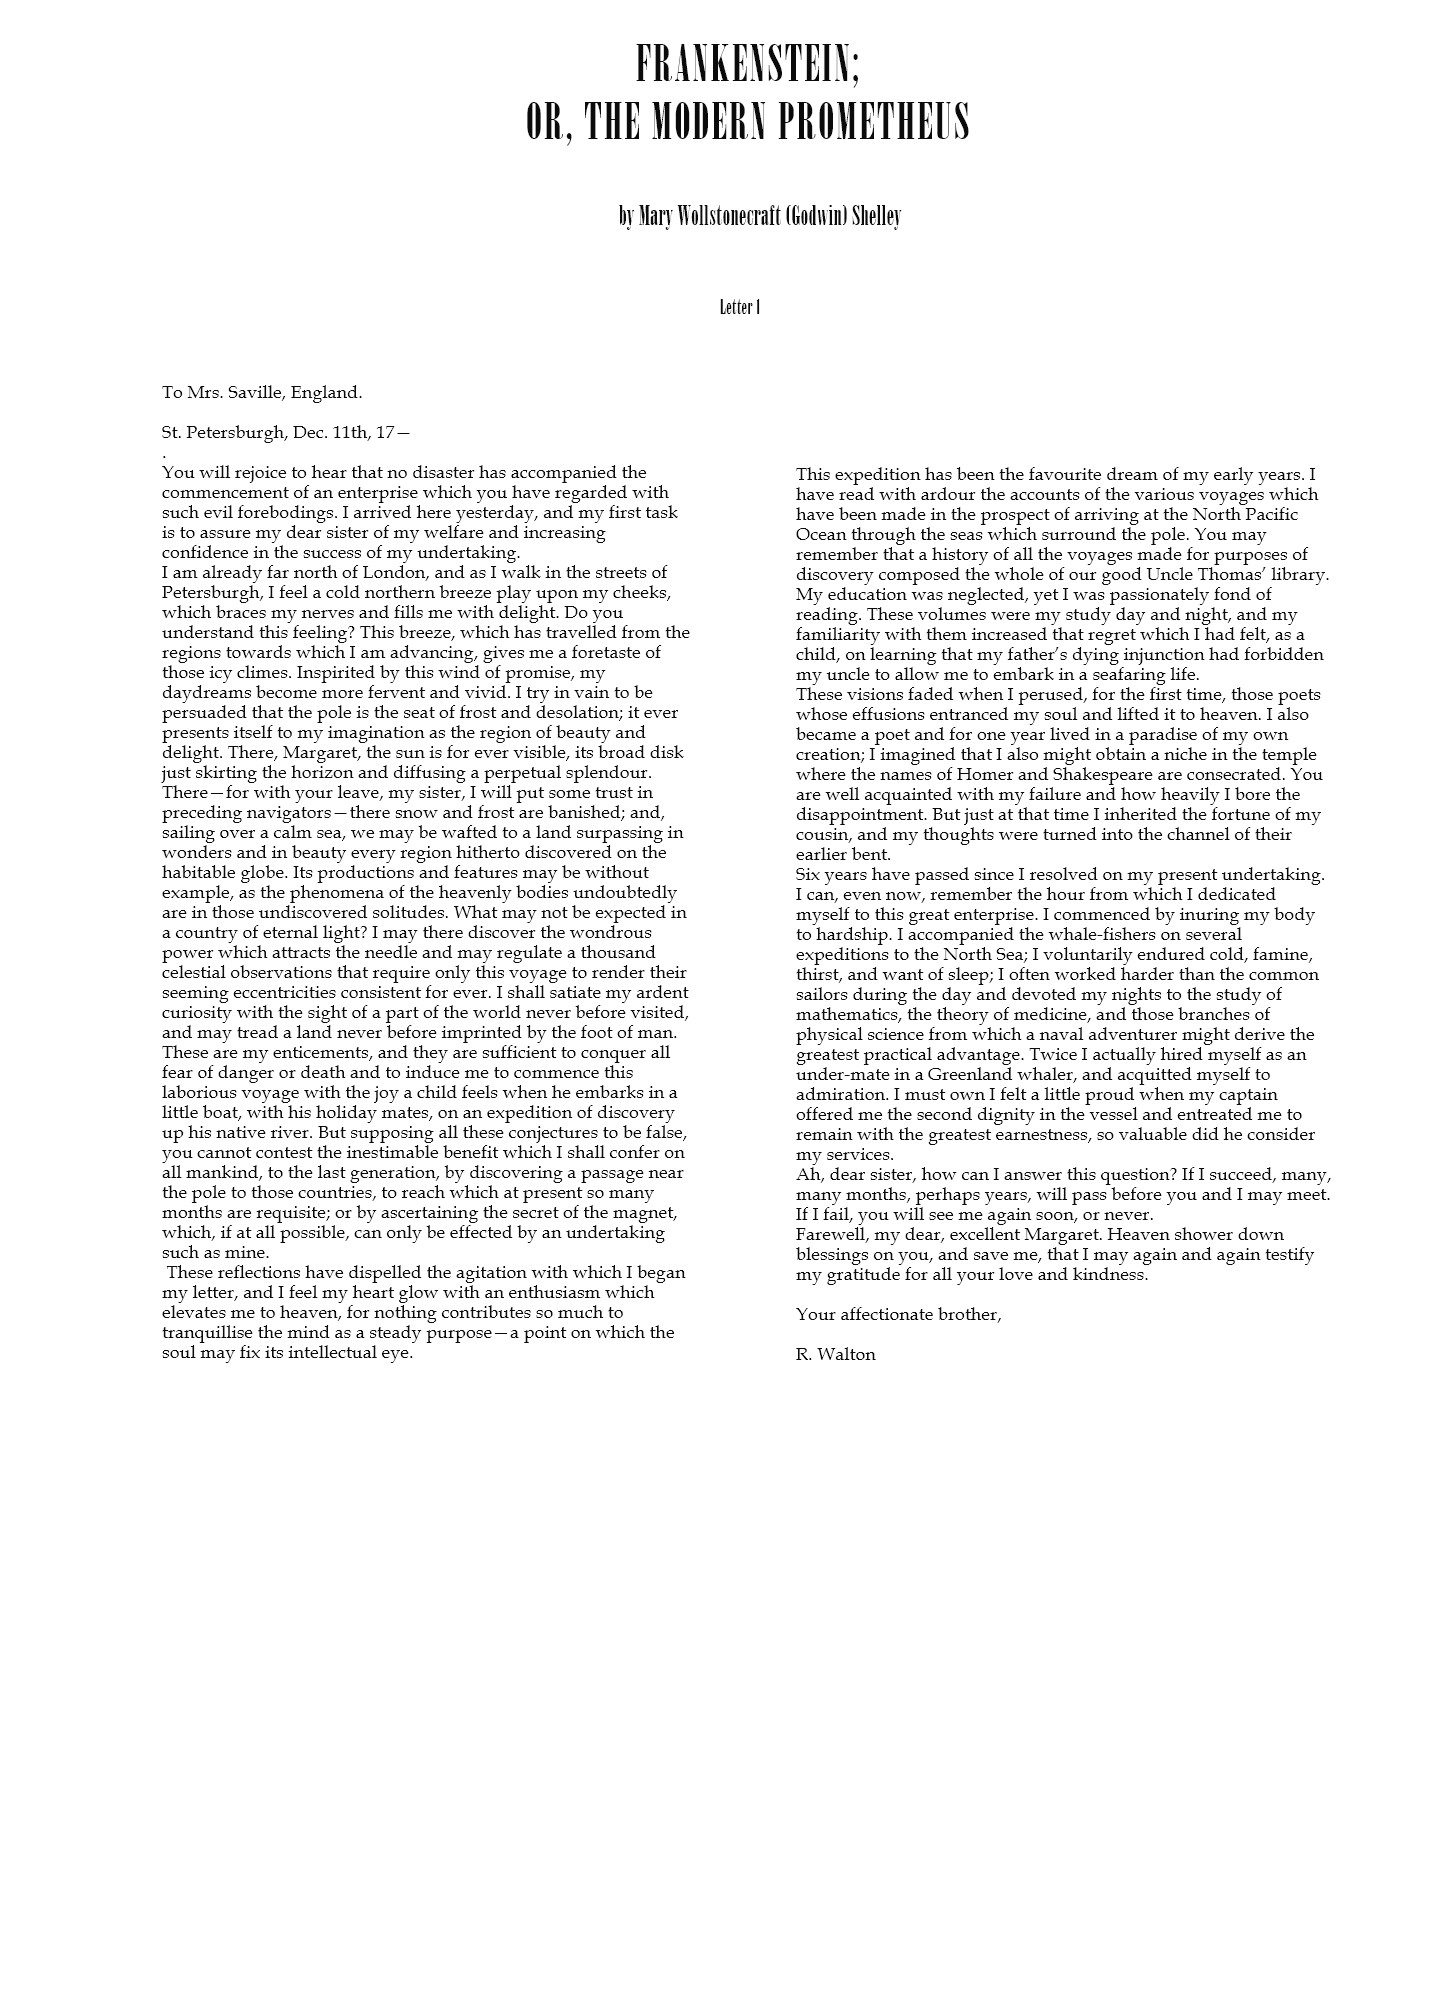 FRANKENSTEIN;
OR, THE MODERN PROMETHEUS
by Mary Wollstonecraft (Godwin) Shelley
Letter 1
To Mrs. Saville, England.
St. Petersburgh, Dec. 11th, 17—
.
You will rejoice to hear that no disaster has accompanied the
commencement of an enterprise which you have regarded with
such evil forebodings. I arrived here yesterday, and my first task
is to assure my dear sister of my welfare and increasing
confidence in the success of my undertaking.
I am already far north of London, and as I walk in the streets of
Petersburgh, I feel a cold northern breeze play upon my cheeks,
which braces my nerves and fills me with delight. Do you
understand this feeling? This breeze, which has travelled from the
regions towards which I am advancing, gives me a foretaste of
those icy climes. Inspirited by this wind of promise, my
daydreams become more fervent and vivid. I try in vain to be
persuaded that the pole is the seat of frost and desolation; it ever
presents itself to my imagination as the region of beauty and
delight. There, Margaret, the sun is for ever visible, its broad disk
just skirting the horizon and diffusing a perpetual splendour.
There—for with your leave, my sister, I will put some trust in
preceding navigators—there snow and frost are banished; and,
sailing over a calm sea, we may be wafted to a land surpassing in
wonders and in beauty every region hitherto discovered on the
habitable globe. Its productions and features may be without
example, as the phenomena of the heavenly bodies undoubtedly
are in those undiscovered solitudes. What may not be expected in
a country of eternal light? I may there discover the wondrous
power which attracts the needle and may regulate a thousand
celestial observations that require only this voyage to render their
seeming eccentricities consistent for ever. I shall satiate my ardent
curiosity with the sight of a part of the world never before visited,
and may tread a land never before imprinted by the foot of man.
These are my enticements, and they are sufficient to conquer all
fear of danger or death and to induce me to commence this
laborious voyage with the joy a child feels when he embarks in a
little boat, with his holiday mates, on an expedition of discovery
up his native river. But supposing all these conjectures to be false,
you cannot contest the inestimable benefit which I shall confer on
all mankind, to the last generation, by discovering a passage near
the pole to those countries, to reach which at present so many
months are requisite; or by ascertaining the secret of the magnet,
which, if at all possible, can only be effected by an undertaking
such as mine.
These reflections have dispelled the agitation with which I began
my letter, and I feel my heart glow with an enthusiasm which
elevates me to heaven, for nothing contributes so much to
tranquillise the mind as a steady purpose—a point on which the
soul may fix its intellectual eye.
This expedition has been the favourite dream of my early years. I
have read with ardour the accounts of the various voyages which
have been made in the prospect of arriving at the North Pacific
Ocean through the seas which surround the pole. You may
remember that a history of all the voyages made for purposes of
discovery composed the whole of our good Uncle Thomas’ library.
My education was neglected, yet I was passionately fond of
reading. These volumes were my study day and night, and my
familiarity with them increased that regret which I had felt, as a
child, on learning that my father’s dying injunction had forbidden
my uncle to allow me to embark in a seafaring life.
These visions faded when I perused, for the first time, those poets
whose effusions entranced my soul and lifted it to heaven. I also
became a poet and for one year lived in a paradise of my own
creation; I imagined that I also might obtain a niche in the temple
where the names of Homer and Shakespeare are consecrated. You
are well acquainted with my failure and how heavily I bore the
disappointment. But just at that time I inherited the fortune of my
cousin, and my thoughts were turned into the channel of their
earlier bent.
Six years have passed since I resolved on my present undertaking.
I can, even now, remember the hour from which I dedicated
myself to this great enterprise. I commenced by inuring my body
to hardship. I accompanied the whale-fishers on several
expeditions to the North Sea; I voluntarily endured cold, famine,
thirst, and want of sleep; I often worked harder than the common
sailors during the day and devoted my nights to the study of
mathematics, the theory of medicine, and those branches of
physical science from which a naval adventurer might derive the
greatest practical advantage. Twice I actually hired myself as an
under-mate in a Greenland whaler, and acquitted myself to
admiration. I must own I felt a little proud when my captain
offered me the second dignity in the vessel and entreated me to
remain with the greatest earnestness, so valuable did he consider
my services.
Ah, dear sister, how can I answer this question? If I succeed, many,
many months, perhaps years, will pass before you and I may meet.
If I fail, you will see me again soon, or never.
Farewell, my dear, excellent Margaret. Heaven shower down
blessings on you, and save me, that I may again and again testify
my gratitude for all your love and kindness.
Your affectionate brother,
R. Walton